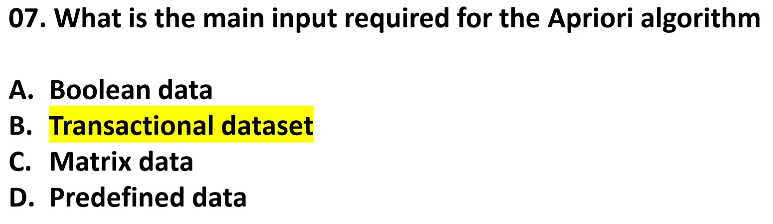 07. What is the main input required for the Apriori algorithm
A. Boolean data
B. Transactional dataset
C. Matrix data
D. Predefined data